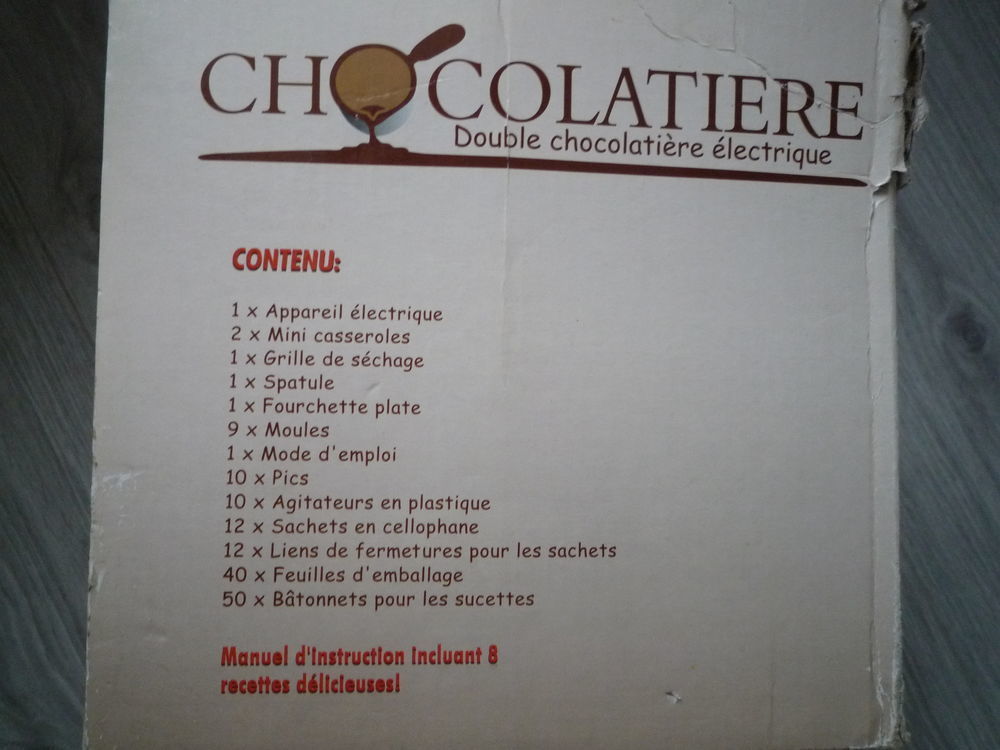 CHOCOLATIERE
Double chocolatière électrique
CONTENU:
1 x Appareil électrique
2 x Mini casseroles
1 x Grille de séchage
1 x Spatule
1 x Fourchette plate
9 x Moules
1 x Mode d'emploi
10 x Pics
10 x Agitateurs en plastique
12 x Sachets en cellophane
12 x Liens de fermetures pour les sachets
40 x Feuilles d'emballage
50 x Bâtonnets pour les sucettes
Manuel d'instruction incluant 8
recettes délicieuses!